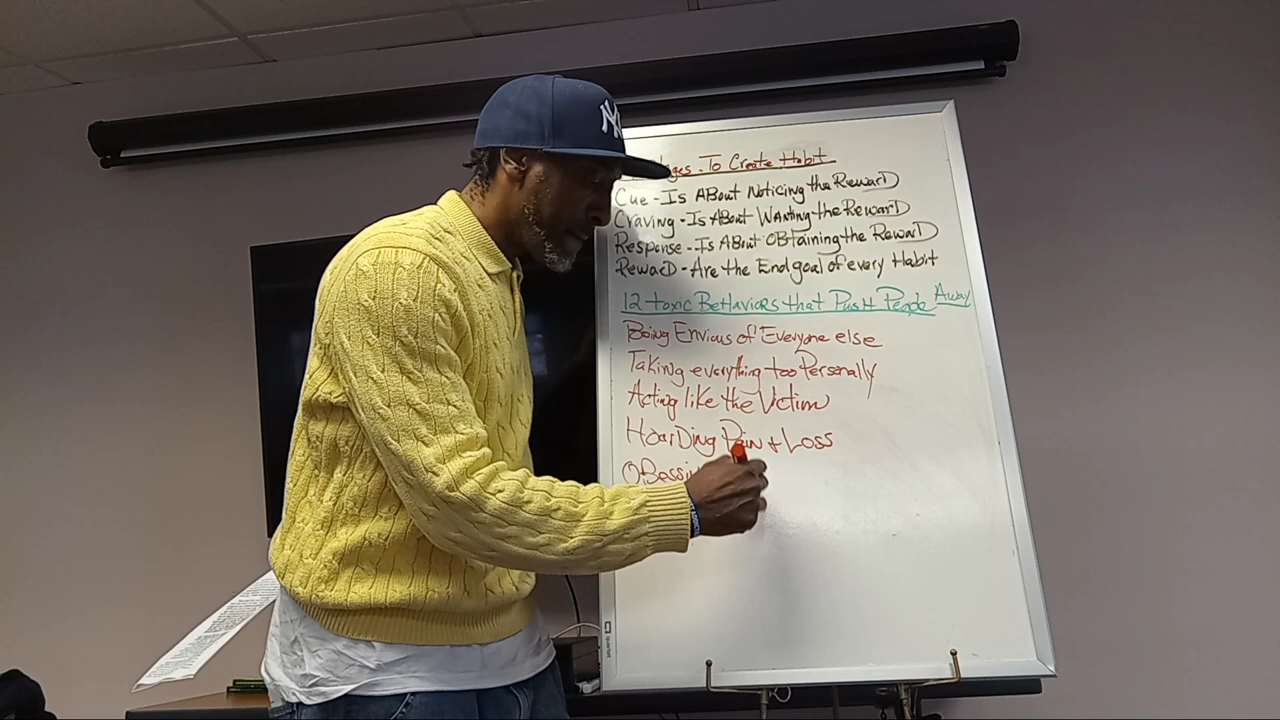 To Create Habit
Cue - Is ABout Noticing the RewarD
Craving - Is ABout Wanting the RewarD
Response - Is ABout OBtaining the RewarD
RewarD - Are the End goal of every Habit
12 toxic Behaviors that Push People Away
Being Envious of Everyone else
Taking everything too Personally
Acting like the Victim
HoarDing Pain + Loss
NY